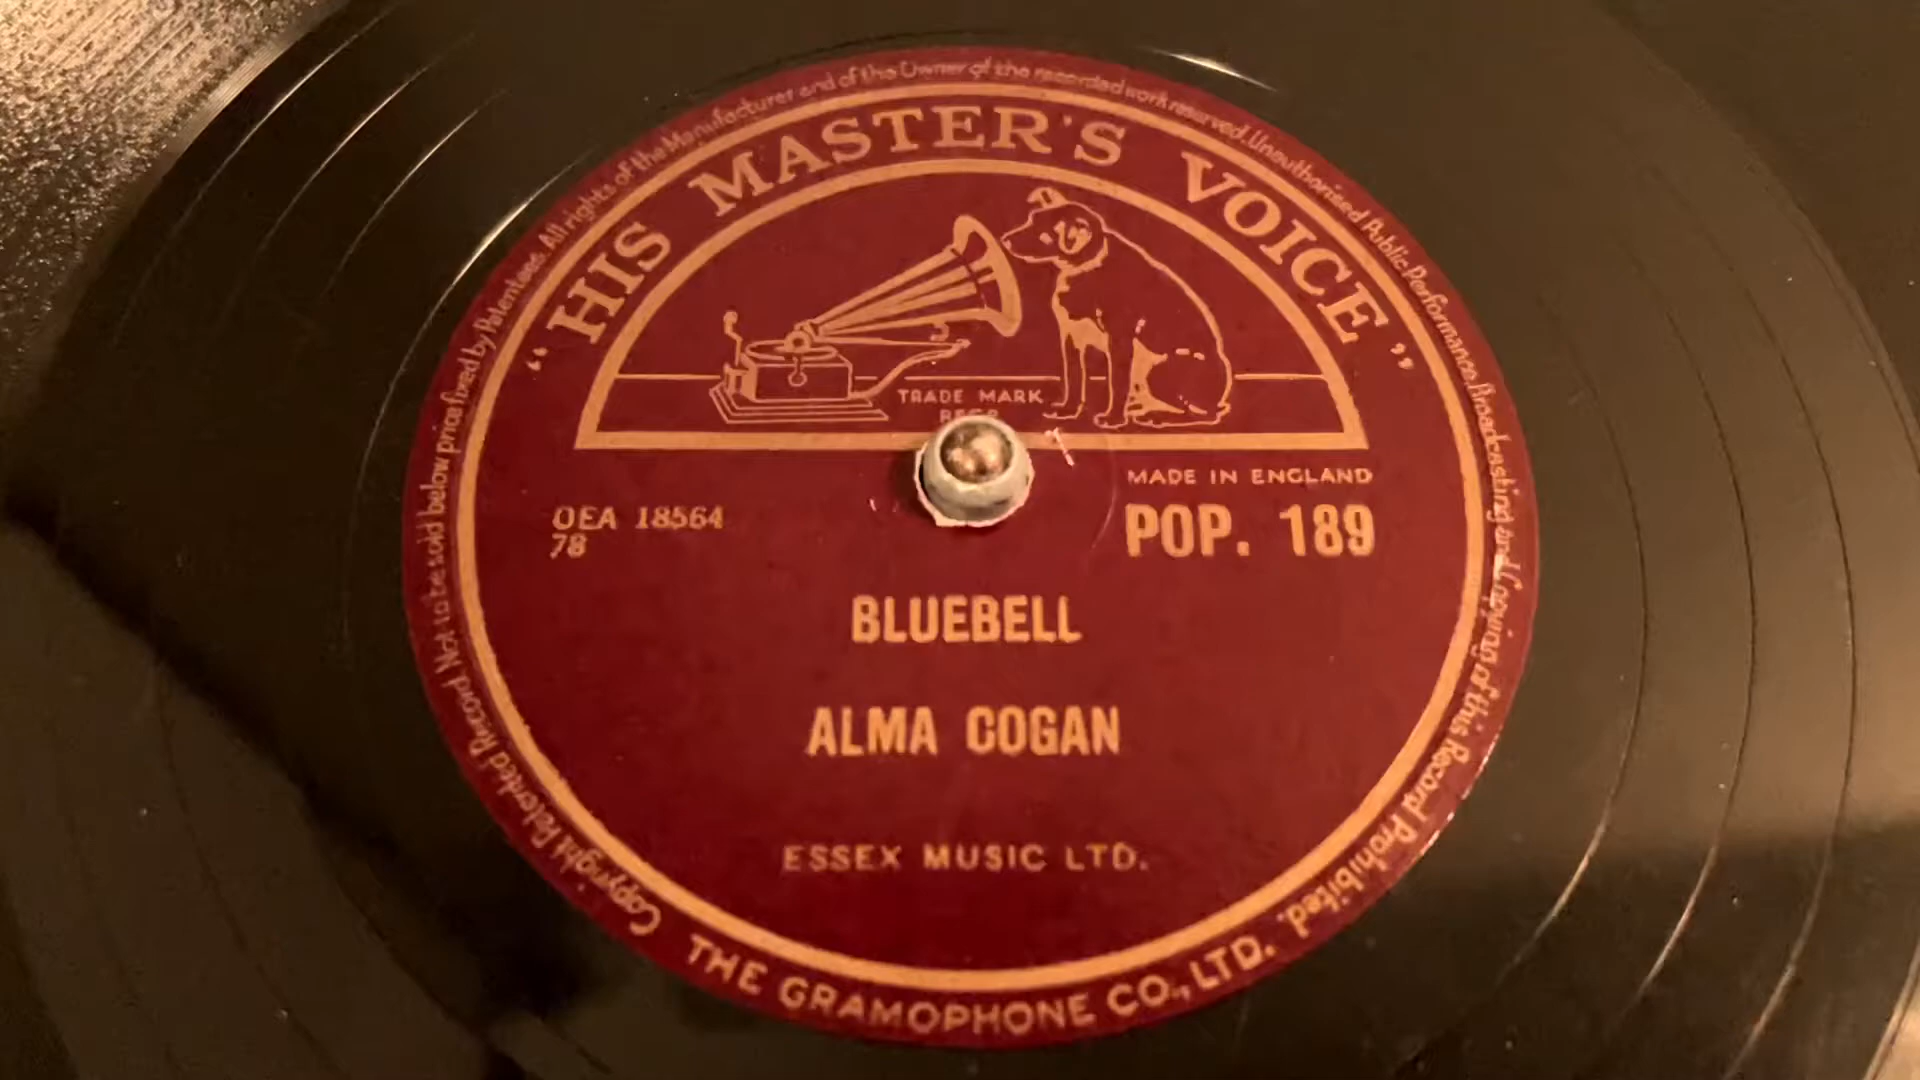 Copyright Patented Record. Not to be sold below price fixed by Patentees. All rights of the Manufacturer and of the Owner of the recorded work reserved. Unauthorised Public Performance Broadcasting and Copying of this Record Prohibited.
"HIS MASTER'S VOICE"
TRADE MARK
REGD
MADE IN ENGLAND
OEA 18564
78
POP. 189
BLUEBELL
ALMA COGAN
ESSEX MUSIC LTD.
THE GRAMOPHONE CO., LTD.